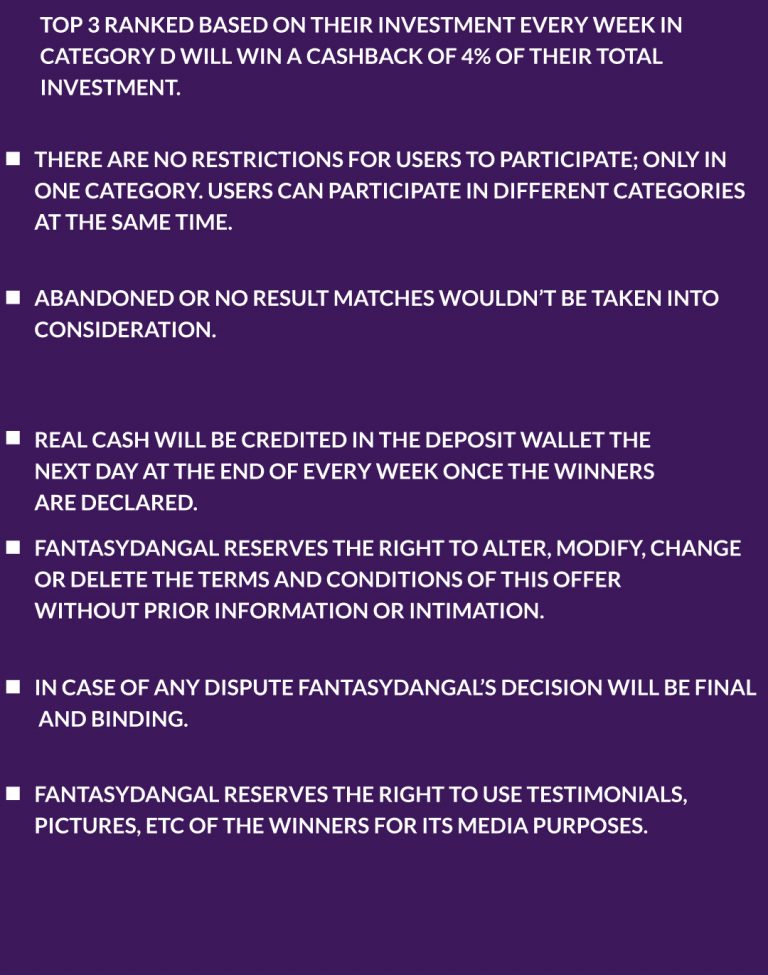 TOP 3 RANKED BASED ON THEIR INVESTMENT EVERY WEEK IN
CATEGORY D WILL WIN A CASHBACK OF 4% OF THEIR TOTAL
INVESTMENT.
THERE ARE NO RESTRICTIONS FOR USERS TO PARTICIPATE; ONLY IN
ONE CATEGORY. USERS CAN PARTICIPATE IN DIFFERENT CATEGORIES
AT THE SAME TIME.
ABANDONED OR NO RESULT MATCHES WOULDN’T BE TAKEN INTO
CONSIDERATION.
REAL CASH WILL BE CREDITED IN THE DEPOSIT WALLET THE
NEXT DAY AT THE END OF EVERY WEEK ONCE THE WINNERS
ARE DECLARED.
FANTASYDANGAL RESERVES THE RIGHT TO ALTER, MODIFY, CHANGE
OR DELETE THE TERMS AND CONDITIONS OF THIS OFFER
WITHOUT PRIOR INFORMATION OR INTIMATION.
IN CASE OF ANY DISPUTE FANTASYDANGAL’S DECISION WILL BE FINAL
AND BINDING.
FANTASYDANGAL RESERVES THE RIGHT TO USE TESTIMONIALS,
PICTURES, ETC OF THE WINNERS FOR ITS MEDIA PURPOSES.